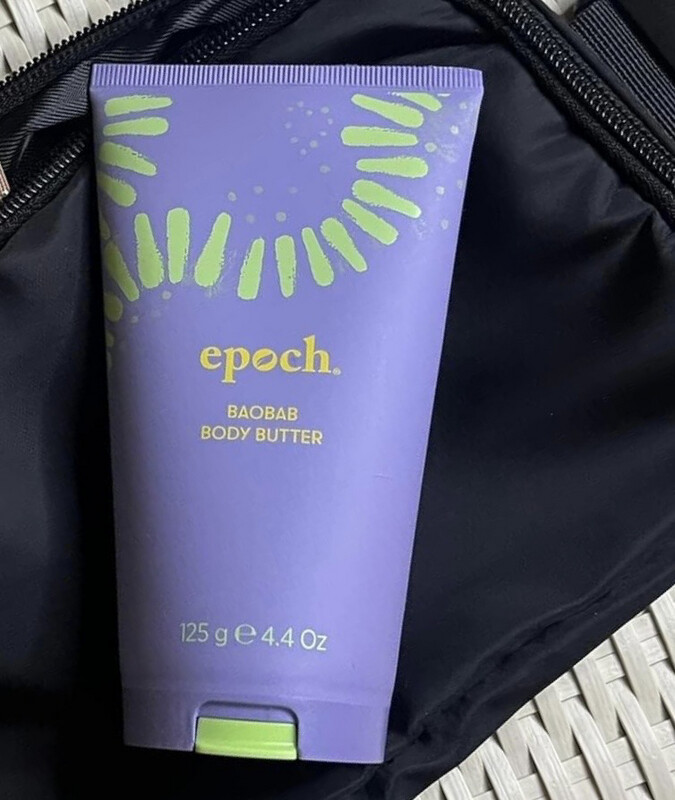 epoch®
BAOBAB
BODY BUTTER
125 g ℮ 4.4 Oz